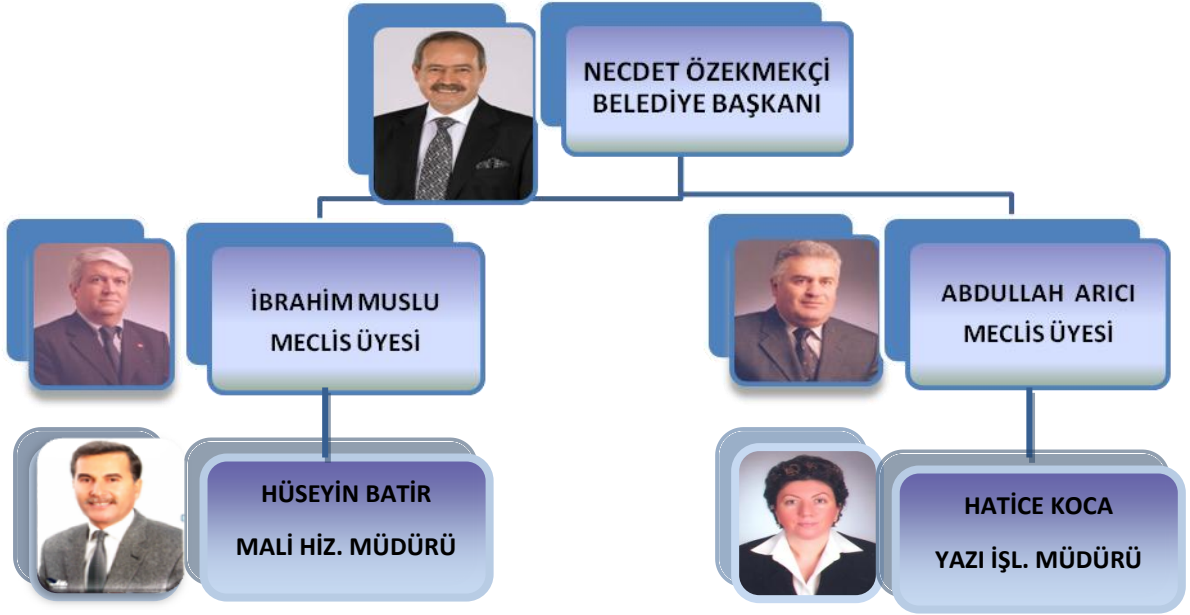 NECDET ÖZEKMEKÇİ
BELEDİYE BAŞKANI
İBRAHİM MUSLU
MECLİS ÜYESİ
ABDULLAH ARICI
MECLİS ÜYESİ
HÜSEYİN BATİR
MALİ HİZ. MÜDÜRÜ
HATİCE KOCA
YAZI İŞL. MÜDÜRÜ